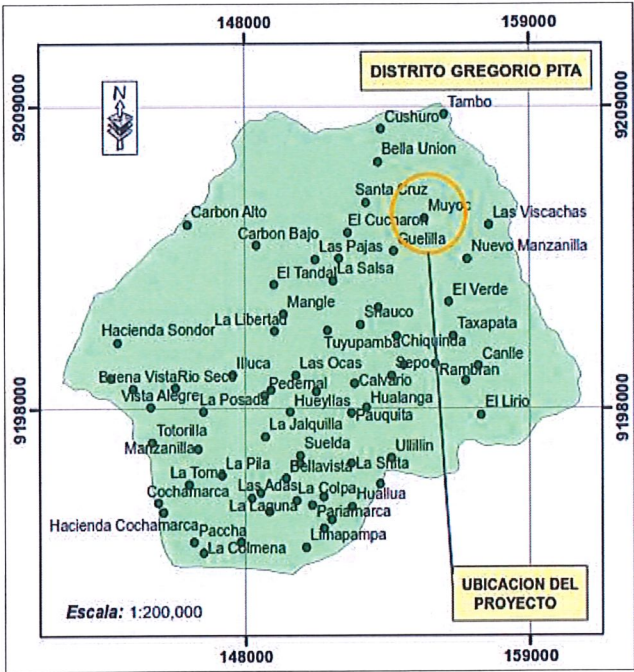 148000
159000
DISTRITO GREGORIO PITA
9209000
9209000
N
Tambo
Cushuro
Bella Union
Santa Cruz
Muyoc
Las Viscachas
Carbon Alto
El Cucharo
Carbon Bajo
Guelilla
Las Pajas
Nuevo Manzanilla
La Salsa
El Tandal
El Verde
Mangle
La Libertad
Shauco
Taxapata
Hacienda Sondor
Tuyupamba
Chiquinda
Canlle
Illuca
Las Ocas
Sepo
Rambran
Buena Vista
Rio Seco
Pedernal
Calvario
Vista Alegre
La Posada
Hueyllas
Hualanga
El Lirio
9198000
9198000
Pauquita
Totorilla
La Jalquilla
Manzanilla
Suelda
Ullillin
La Toma
La Pila
Bellavista
La Shita
Cochamarca
Las Adas
La Colpa
Huallua
La Laguna
Pariamarca
Hacienda Cochamarca
Paccha
Limapampa
La Colmena
UBICACION DEL
PROYECTO
Escala: 1:200,000
148000
159000